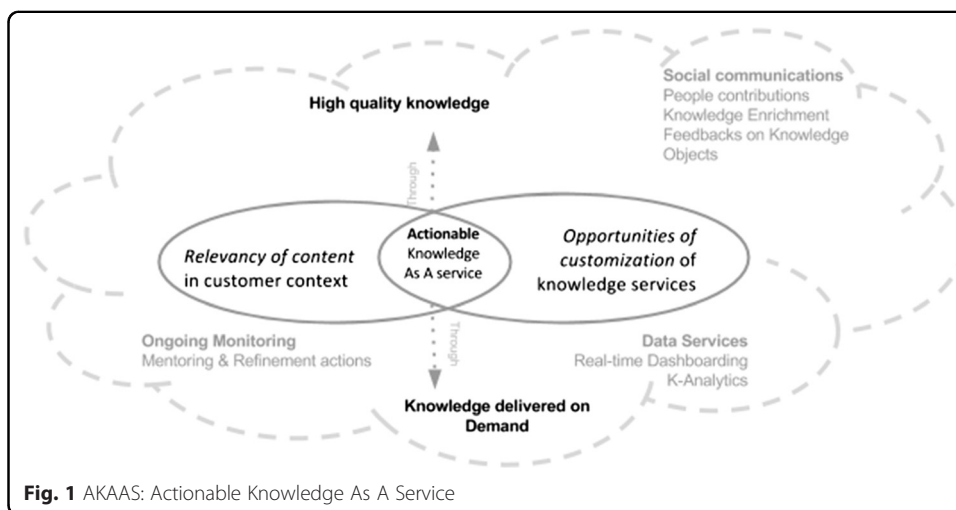 High quality knowledge
Social communications
People contributions
Knowledge Enrichment
Feedbacks on Knowledge
Objects
Through
Relevancy of content
in customer context
Actionable
Knowledge
As A service
Opportunities of
customization of
knowledge services
Through
Ongoing Monitoring
Mentoring & Refinement actions
Data Services
Real-time Dashboarding
K-Analytics
Knowledge delivered on
Demand
Fig. 1 AKAAS: Actionable Knowledge As A Service